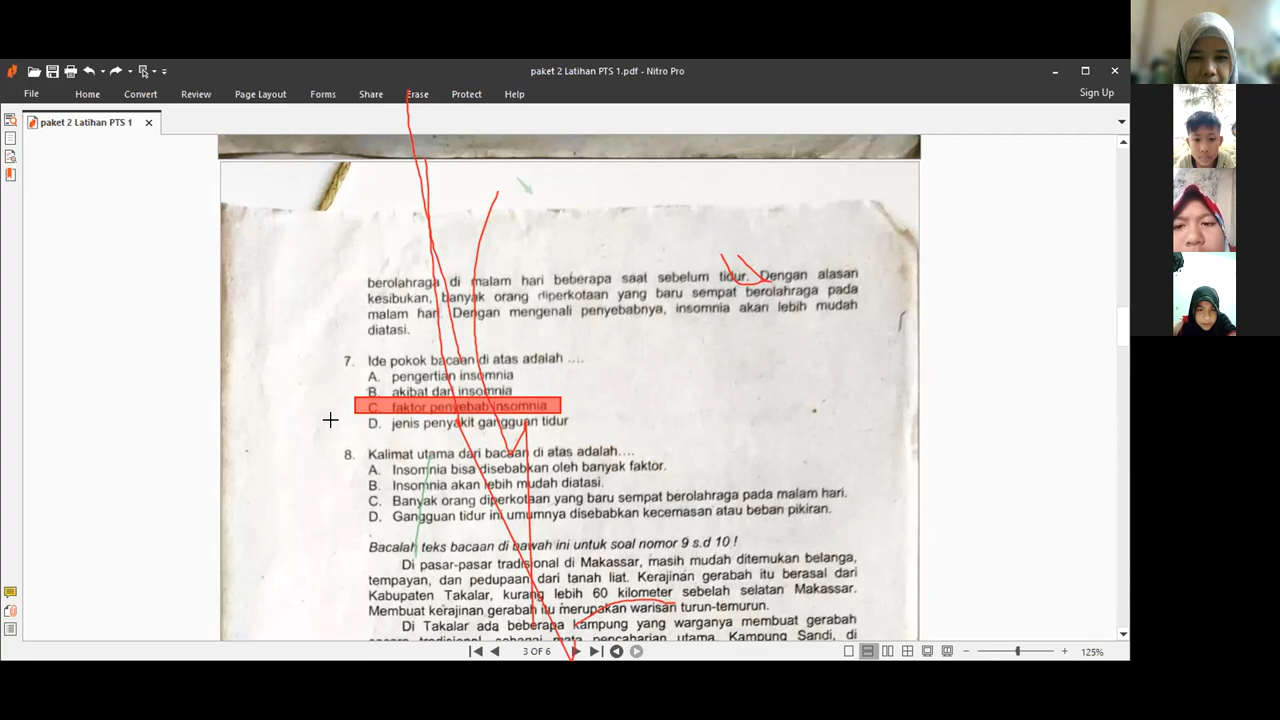 paket 2 Latihan PTS 1.pdf - Nitro Pro
File Home Convert Review Page Layout Forms Share Erase Protect Help Sign Up
paket 2 Latihan PTS 1
berolahraga di malam hari beberapa saat sebelum tidur. Dengan alasan
kesibukan, banyak orang diperkotaan yang baru sempat berolahraga pada
malam hari. Dengan mengenali penyebabnya, insomnia akan lebih mudah
diatasi.
7. Ide pokok bacaan di atas adalah ....
A. pengertian insomnia
B. akibat dari insomnia
C. faktor penyebab insomnia
D. jenis penyakit gangguan tidur
8. Kalimat utama dari bacaan di atas adalah....
A. Insomnia bisa disebabkan oleh banyak faktor.
B. Insomnia akan lebih mudah diatasi.
C. Banyak orang diperkotaan yang baru sempat berolahraga pada malam hari.
D. Gangguan tidur ini umumnya disebabkan kecemasan atau beban pikiran.
Bacalah teks bacaan di bawah ini untuk soal nomor 9 s.d 10!
Di pasar-pasar tradisional di Makassar, masih mudah ditemukan belanga,
tempayan, dan pedupaan dari tanah liat. Kerajinan gerabah itu berasal dari
Kabupaten Takalar, kurang lebih 60 kilometer sebelah selatan Makassar.
Membuat kerajinan gerabah itu merupakan warisan turun-temurun.
Di Takalar ada beberapa kampung yang warganya membuat gerabah
secara tradisional, sebagai mata pencaharian utama. Kampung Sandi, di
3 OF 6
125%